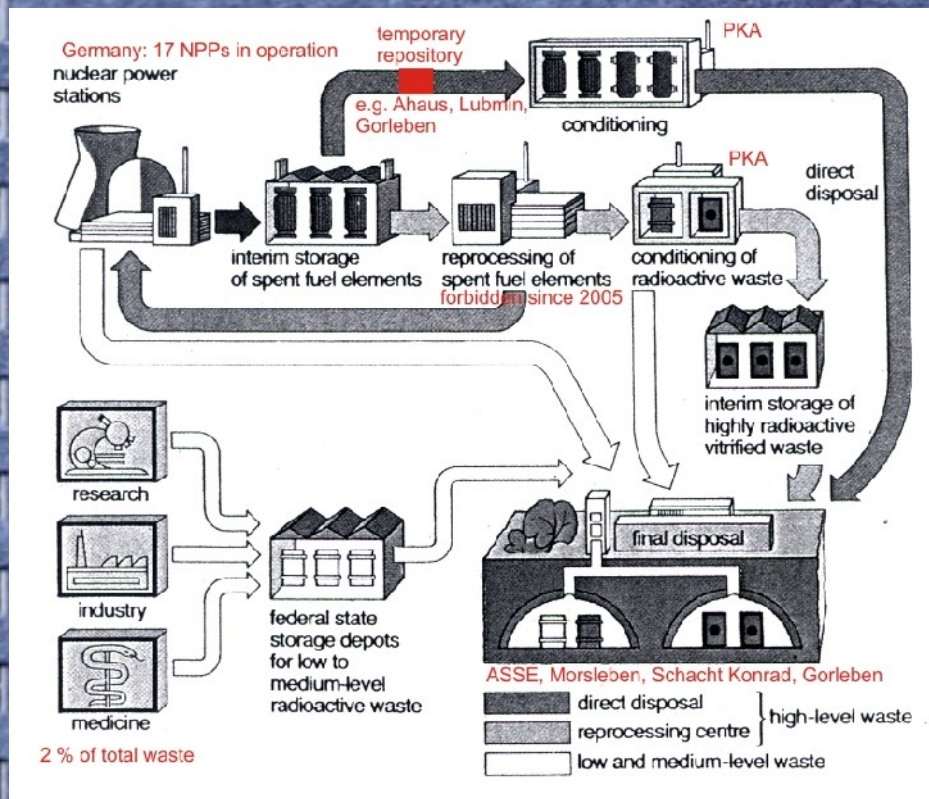 Germany: 17 NPPs in operation
nuclear power
stations
temporary
repository
e.g. Ahaus, Lubmin,
Gorleben
PKA
conditioning
PKA
direct
disposal
interim storage
of spent fuel elements
reprocessing of
spent fuel elements
forbidden since 2005
conditioning of
radioactive waste
interim storage of
highly radioactive
vitrified waste
research
industry
medicine
2 % of total waste
federal state
storage depots
for low to
medium-level
radioactive waste
final disposal
ASSE, Morsleben, Schacht Konrad, Gorleben
direct disposal
reprocessing centre
high-level waste
low and medium-level waste